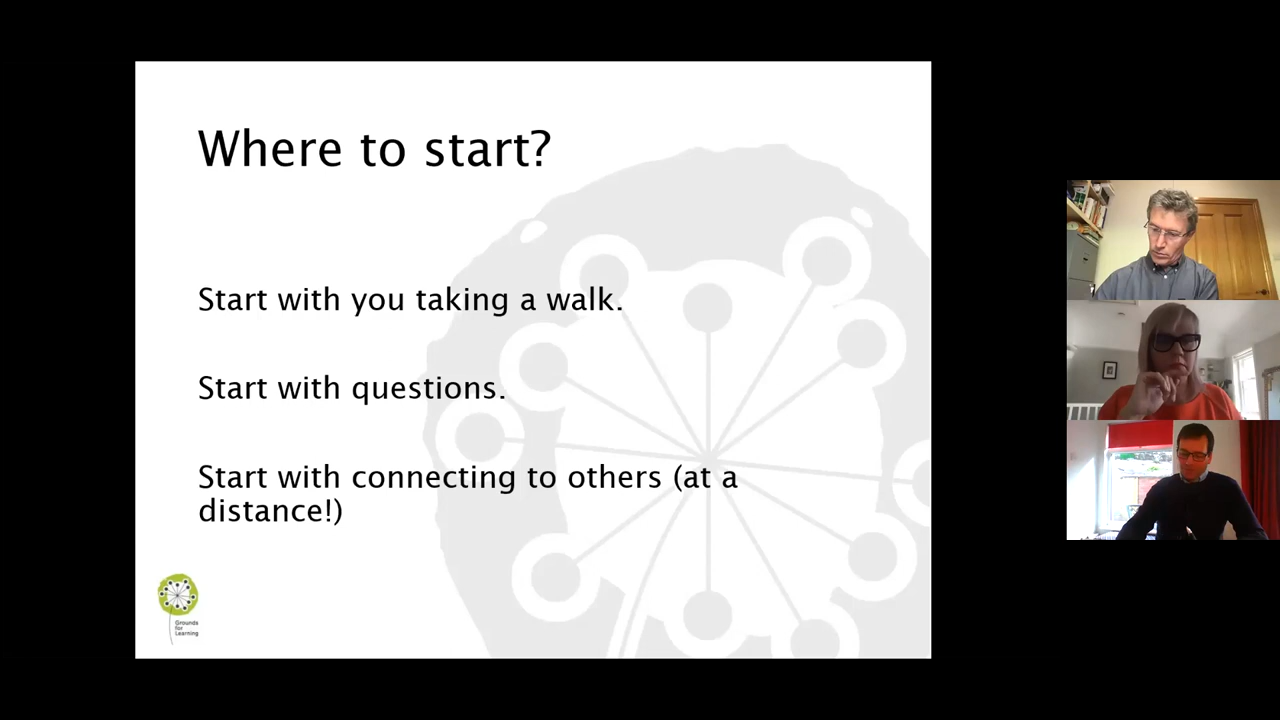 Where to start?
Start with you taking a walk.
Start with questions.
Start with connecting to others (at a
distance!)
Grounds
for
Learning